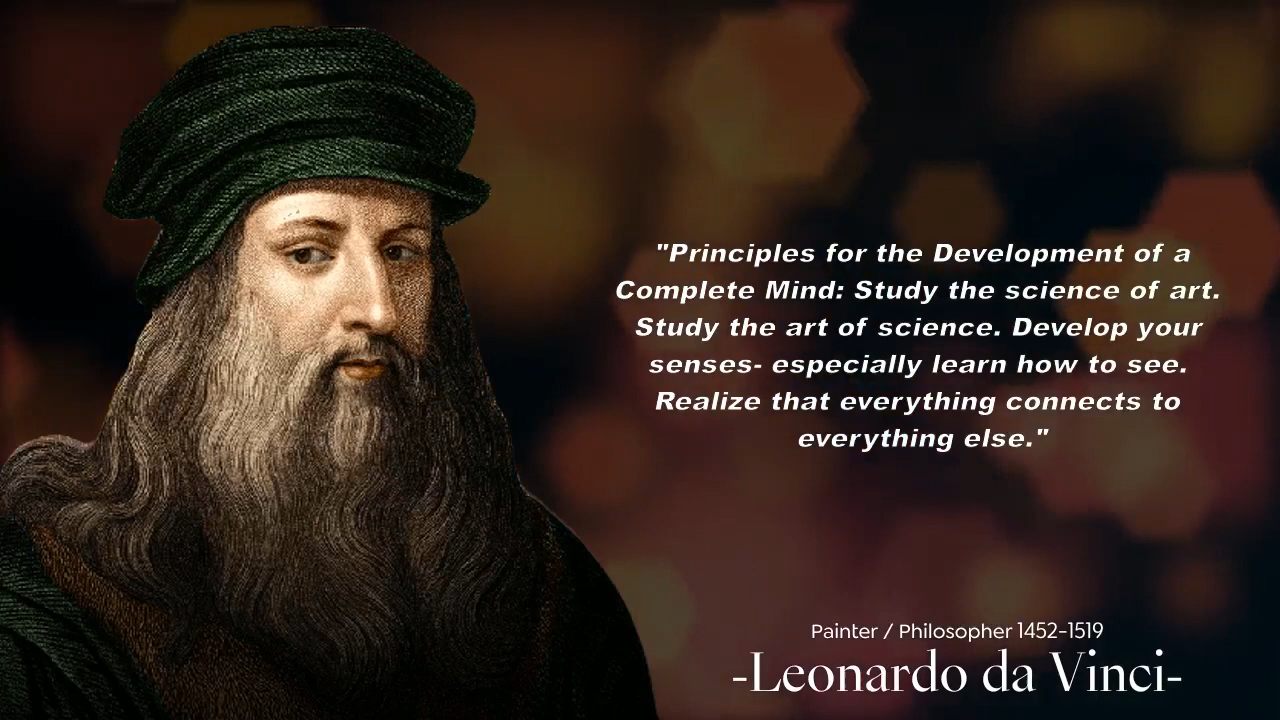 "Principles for the Development of a
Complete Mind: Study the science of art.
Study the art of science. Develop your
senses- especially learn how to see.
Realize that everything connects to
everything else."
Painter / Philosopher 1452-1519
-Leonardo da Vinci-